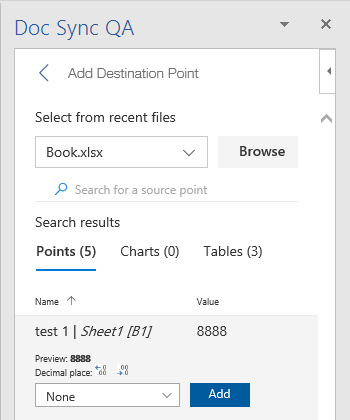 Doc Sync QA
Add Destination Point
Select from recent files
Book.xlsx
Browse
Search for a source point
Search results
Points (5) Charts (0) Tables (3)
Name Value
test 1 | Sheet1 [B1] 8888
Preview: 8888
Decimal place:
None
Add